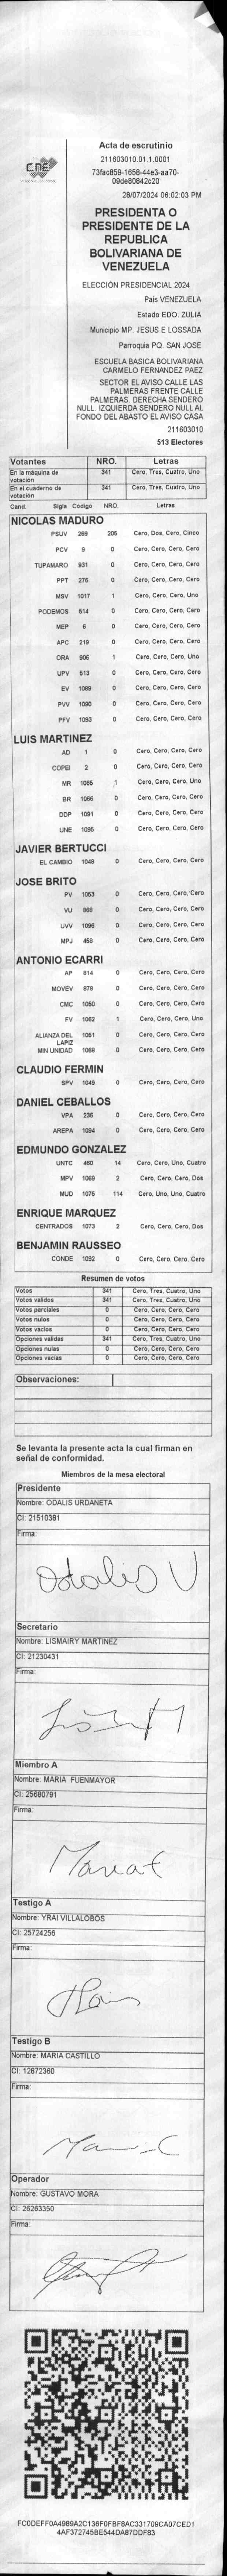 CNE
Acta de escrutinio
211603010.01.1.0001
73fac859-1658-44e3-aa70-
09de80842c20
28/07/2024 06:02:03 PM
PRESIDENTA O
PRESIDENTE DE LA
REPUBLICA
BOLIVARIANA DE
VENEZUELA
ELECCIÓN PRESIDENCIAL 2024
Pais VENEZUELA
Estado EDO. ZULIA
Municipio MP. JESUS E LOSSADA
Parroquia PQ. SAN JOSE
ESCUELA BASICA BOLIVARIANA
CARMELO FERNANDEZ PAEZ
SECTOR EL AVISO CALLE LAS
PALMERAS FRENTE CALLE
PALMERAS. DERECHA SENDERO
NULL. IZQUIERDA SENDERO NULL AL
FONDO DEL ABASTO EL AVISO CASA
211603010
513 Electores
Votantes NRO. Letras
En la máquina de votación 341 Cero, Tres, Cuatro, Uno
En el cuaderno de votación 341 Cero, Tres, Cuatro, Uno
Cand. Sigla Código NRO. Letras
NICOLAS MADURO
PSUV 269 205 Cero, Dos, Cero, Cinco
PCV 9 0 Cero, Cero, Cero, Cero
TUPAMARO 931 0 Cero, Cero, Cero, Cero
PPT 276 0 Cero, Cero, Cero, Cero
MSV 1017 1 Cero, Cero, Cero, Uno
PODEMOS 514 0 Cero, Cero, Cero, Cero
MEP 6 0 Cero, Cero, Cero, Cero
APC 219 0 Cero, Cero, Cero, Cero
ORA 906 1 Cero, Cero, Cero, Uno
UPV 513 0 Cero, Cero, Cero, Cero
EV 1089 0 Cero, Cero, Cero, Cero
PVV 1090 0 Cero, Cero, Cero, Cero
PFV 1093 0 Cero, Cero, Cero, Cero
LUIS MARTINEZ
AD 1 0 Cero, Cero, Cero, Cero
COPEI 2 0 Cero, Cero, Cero, Cero
MR 1055 1 Cero, Cero, Cero, Uno
BR 1066 0 Cero, Cero, Cero, Cero
DDP 1091 0 Cero, Cero, Cero, Cero
UNE 1095 0 Cero, Cero, Cero, Cero
JAVIER BERTUCCI
EL CAMBIO 1048 0 Cero, Cero, Cero, Cero
JOSE BRITO
PV 1053 0 Cero, Cero, Cero, Cero
VU 868 0 Cero, Cero, Cero, Cero
UVV 1096 0 Cero, Cero, Cero, Cero
MPJ 458 0 Cero, Cero, Cero, Cero
ANTONIO ECARRI
AP 814 0 Cero, Cero, Cero, Cero
MOVEV 978 0 Cero, Cero, Cero, Cero
CMC 1050 0 Cero, Cero, Cero, Cero
FV 1062 1 Cero, Cero, Cero, Uno
ALIANZA DEL LAPIZ 1051 0 Cero, Cero, Cero, Cero
MIN UNIDAD 1068 0 Cero, Cero, Cero, Cero
CLAUDIO FERMIN
SPV 1049 0 Cero, Cero, Cero, Cero
DANIEL CEBALLOS
VPA 236 0 Cero, Cero, Cero, Cero
AREPA 1094 0 Cero, Cero, Cero, Cero
EDMUNDO GONZALEZ
UNTC 460 14 Cero, Cero, Uno, Cuatro
MPV 1069 2 Cero, Cero, Cero, Dos
MUD 1075 114 Cero, Uno, Uno, Cuatro
ENRIQUE MARQUEZ
CENTRADOS 1073 2 Cero, Cero, Cero, Dos
BENJAMIN RAUSSEO
CONDE 1092 0 Cero, Cero, Cero, Cero
Resumen de votos
Votos 341 Cero, Tres, Cuatro, Uno
Votos validos 341 Cero, Tres, Cuatro, Uno
Votos parciales 0 Cero, Cero, Cero, Cero
Votos nulos 0 Cero, Cero, Cero, Cero
Votos vacios 0 Cero, Cero, Cero, Cero
Opciones validas 341 Cero, Tres, Cuatro, Uno
Opciones nulas 0 Cero, Cero, Cero, Cero
Opciones vacias 0 Cero, Cero, Cero, Cero
Observaciones:
Se levanta la presente acta la cual firman en
señal de conformidad.
Miembros de la mesa electoral
Presidente
Nombre: ODALIS URDANETA
CI: 21510381
Firma:
Odalis U
Secretario
Nombre: LISMAIRY MARTINEZ
CI: 21230431
Firma:
Miembro A
Nombre: MARIA FUENMAYOR
CI: 25680791
Firma:
Maria F
Testigo A
Nombre: YRAI VILLALOBOS
CI: 25724256
Firma:
Testigo B
Nombre: MARIA CASTILLO
CI: 12872360
Firma:
Operador
Nombre: GUSTAVO MORA
CI: 26263350
Firma:
FC0DEFF0A4989A2C136F0FBF8AC331709CA07CED1
4AF372745BE544DA87DDF83